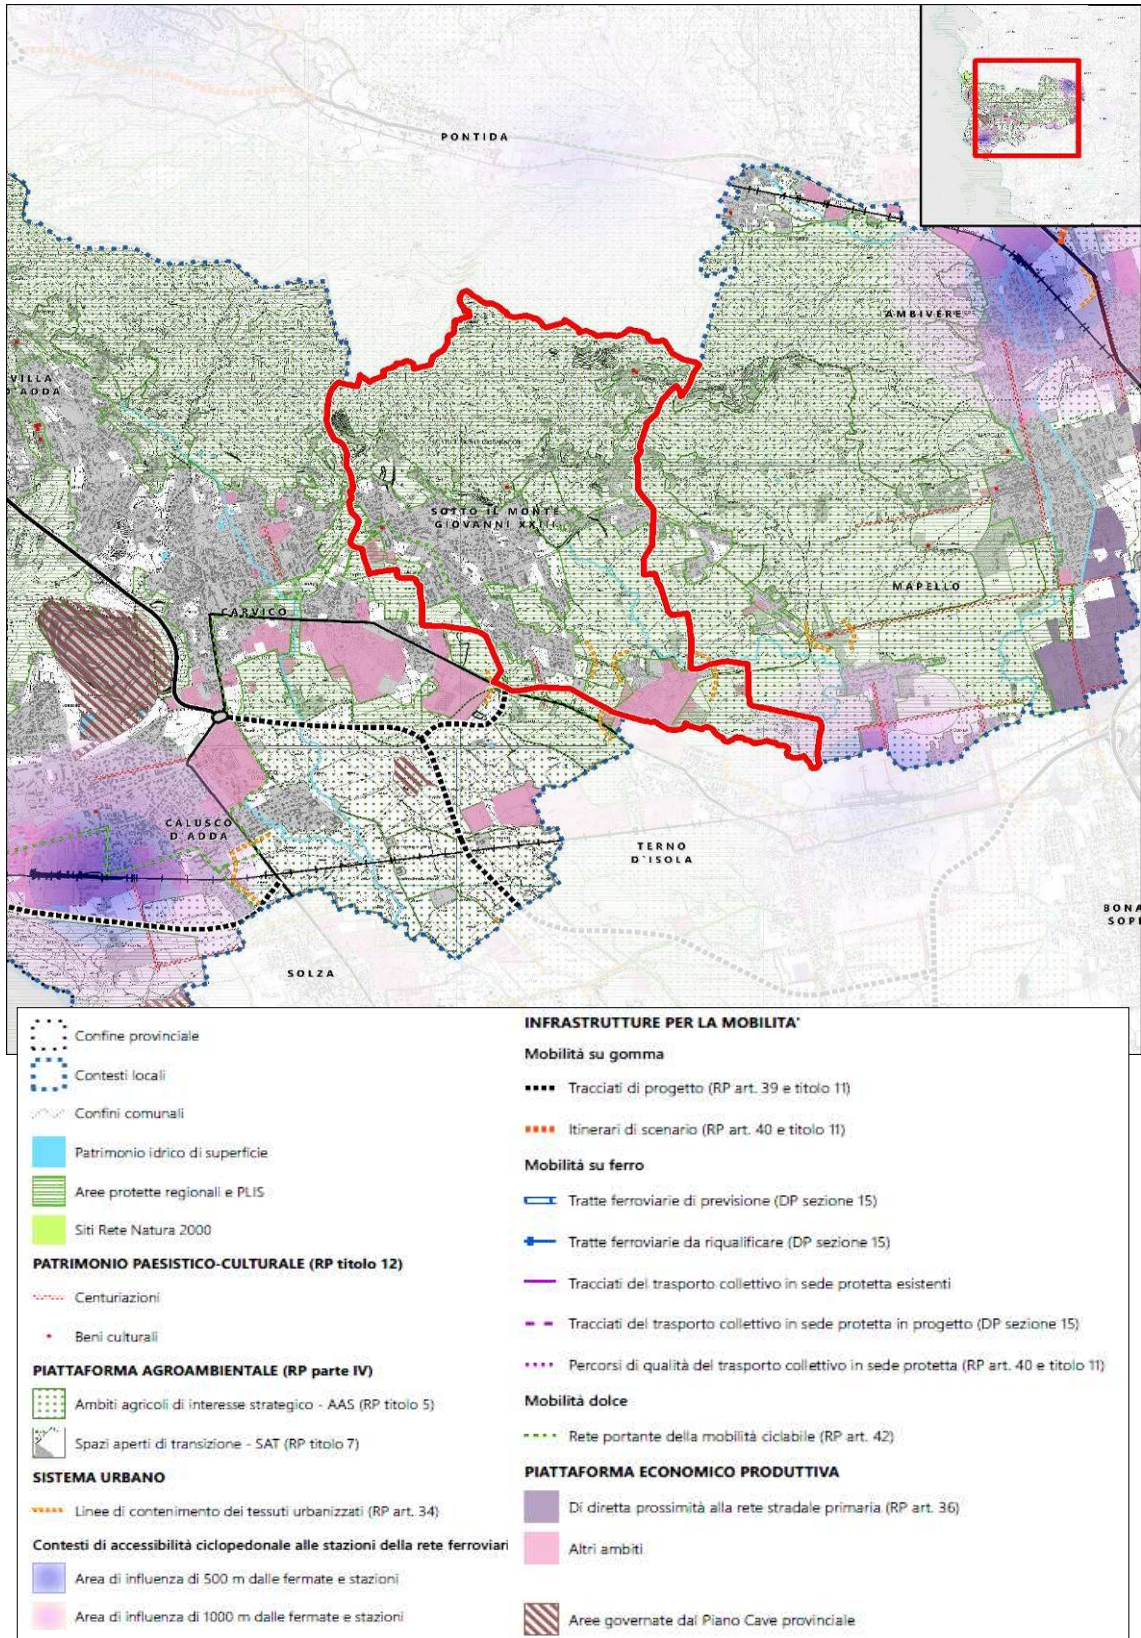 PONTIDA
AMBIVERE
VILLA
D'ADDA
MAPELLO
SOTTO IL MONTE
GIOVANNI XXIII
MAPELLO
CARVICO
CALUSCO
D'ADDA
TERNO
D'ISOLA
BONA
SOPR
SOLZA
Confine provinciale
Contesti locali
Confini comunali
Patrimonio idrico di superficie
Aree protette regionali e PLIS
Siti Rete Natura 2000
PATRIMONIO PAESISTICO-CULTURALE (RP titolo 12)
Centuriazioni
Beni culturali
PIATTAFORMA AGROAMBIENTALE (RP parte IV)
Ambiti agricoli di interesse strategico - AAS (RP titolo 5)
Spazi aperti di transizione - SAT (RP titolo 7)
SISTEMA URBANO
Linee di contenimento dei tessuti urbanizzati (RP art. 34)
Contesti di accessibilità ciclopedonale alle stazioni della rete ferroviari
Area di influenza di 500 m dalle fermate e stazioni
Area di influenza di 1000 m dalle fermate e stazioni
INFRASTRUTTURE PER LA MOBILITA'
Mobilità su gomma
Tracciati di progetto (RP art. 39 e titolo 11)
Itinerari di scenario (RP art. 40 e titolo 11)
Mobilità su ferro
Tratte ferroviarie di previsione (DP sezione 15)
Tratte ferroviarie da riqualificare (DP sezione 15)
Tracciati del trasporto collettivo in sede protetta esistenti
Tracciati del trasporto collettivo in sede protetta in progetto (DP sezione 15)
Percorsi di qualità del trasporto collettivo in sede protetta (RP art. 40 e titolo 11)
Mobilità dolce
Rete portante della mobilità ciclabile (RP art. 42)
PIATTAFORMA ECONOMICO PRODUTTIVA
Di diretta prossimità alla rete stradale primaria (RP art. 36)
Altri ambiti
Aree governate dal Piano Cave provinciale